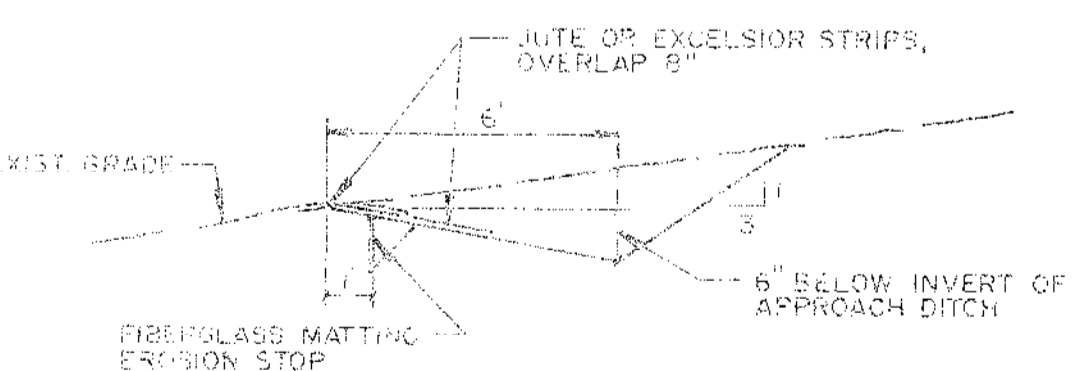 JUTE OR EXCELSIOR STRIPS,
OVERLAP 8"
6'
XIST. GRADE
1
3
1'
6" BELOW INVERT OF
APPROACH DITCH
FIBERGLASS MATTING
EROSION STOP